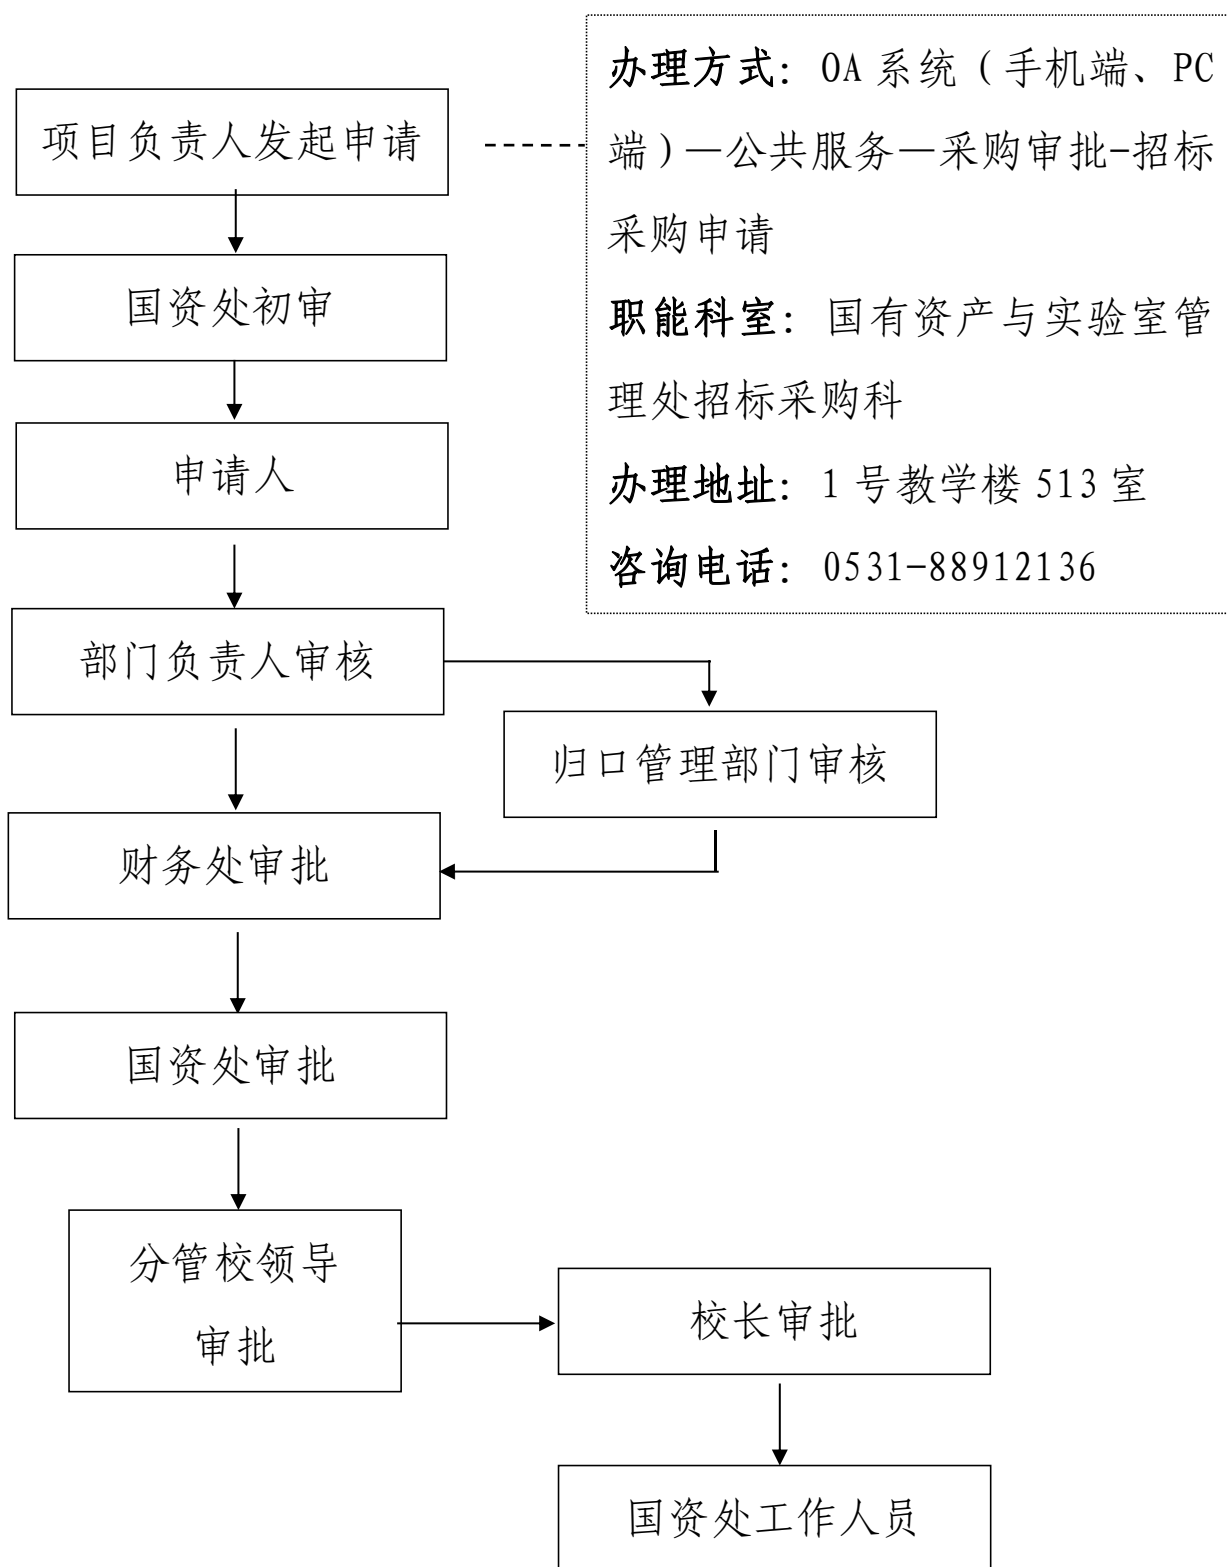 项目负责人发起申请
办理方式：OA 系统（手机端、PC
端）—公共服务—采购审批-招标
采购申请
职能科室：国有资产与实验室管
理处招标采购科
办理地址：1 号教学楼 513 室
咨询电话：0531-88912136
国资处初审
申请人
部门负责人审核
归口管理部门审核
财务处审批
国资处审批
分管校领导
审批
校长审批
国资处工作人员